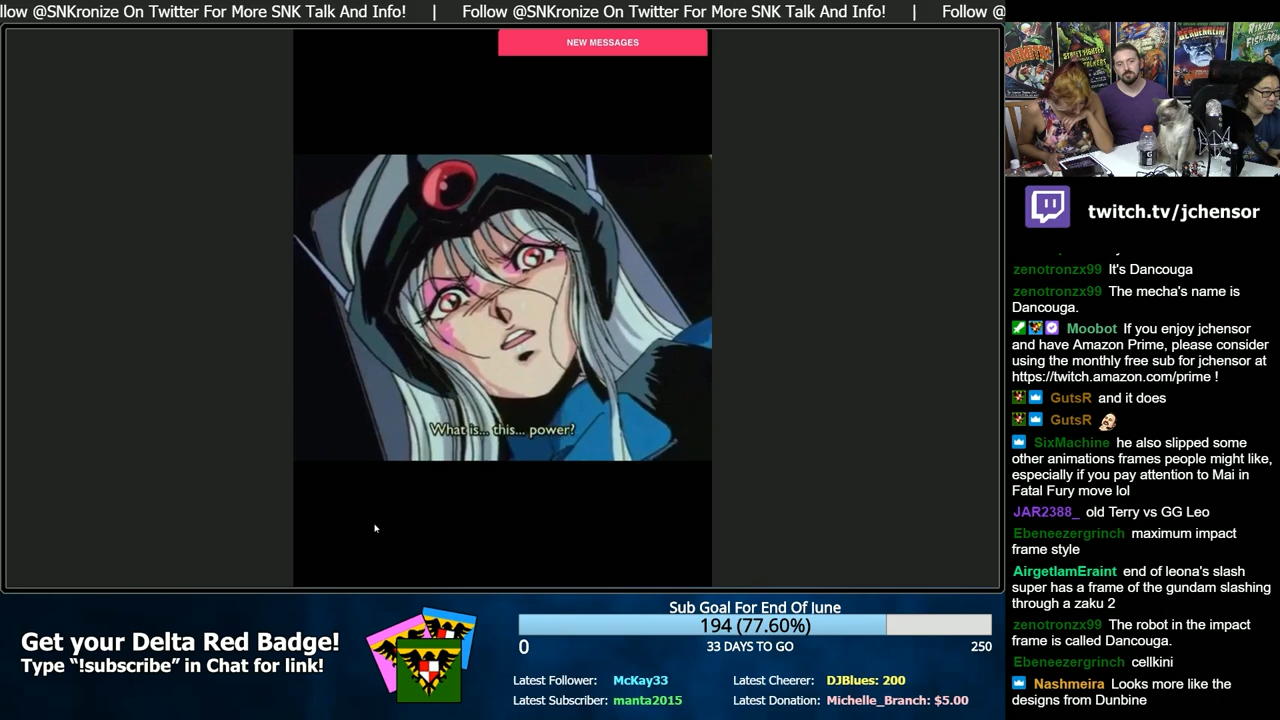 llow @SNKronize On Twitter For More SNK Talk And Info! | Follow @SNKronize On Twitter For More SNK Talk And Info! | Follow @
NEW MESSAGES
What is... this... power?
twitch.tv/jchensor
zenotronzx99 It's Dancouga
zenotronzx99 The mecha's name is
Dancouga.
Moobot If you enjoy jchensor
and have Amazon Prime, please consider
using the monthly free sub for jchensor at
https://twitch.amazon.com/prime !
GutsR and it does
GutsR
SixMachine he also slipped some
other animations frames people might like,
especially if you pay attention to Mai in
Fatal Fury move lol
JAR2388_ old Terry vs GG Leo
Ebeneezergrinch maximum impact
frame style
AirgetlamEraint end of leona's slash
super has a frame of the gundam slashing
through a zaku 2
zenotronzx99 The robot in the impact
frame is called Dancouga.
Ebeneezergrinch cellkini
Nashmeira Looks more like the
designs from Dunbine
Get your Delta Red Badge!
Type “!subscribe” in Chat for link!
Sub Goal For End Of June
194 (77.60%)
0 33 DAYS TO GO 250
Latest Follower: McKay33 Latest Cheerer: DJBlues: 200
Latest Subscriber: manta2015 Latest Donation: Michelle_Branch: $5.00